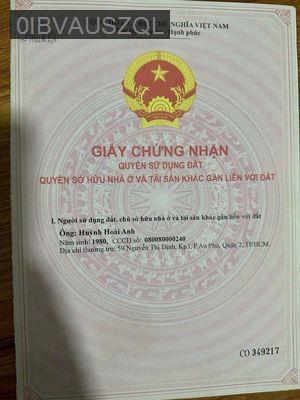 0IBVAUSZQL
NGHĨA VIỆT NAM
Hạnh phúc
GIẤY CHỨNG NHẬN
QUYỀN SỬ DỤNG ĐẤT
QUYỀN SỞ HỮU NHÀ Ở VÀ TÀI SẢN KHÁC GẮN LIỀN VỚI ĐẤT
I. Người sử dụng đất, chủ sở hữu nhà ở và tài sản khác gắn liền với đất
Ông: Huỳnh Hoài Anh
Năm sinh: 1980, CCCD số: 080080000240
Địa chỉ thường trú: 59 Nguyễn Thị Định, Kp3, P.An Phú, Quận 2, TP.HCM.
CO 349217